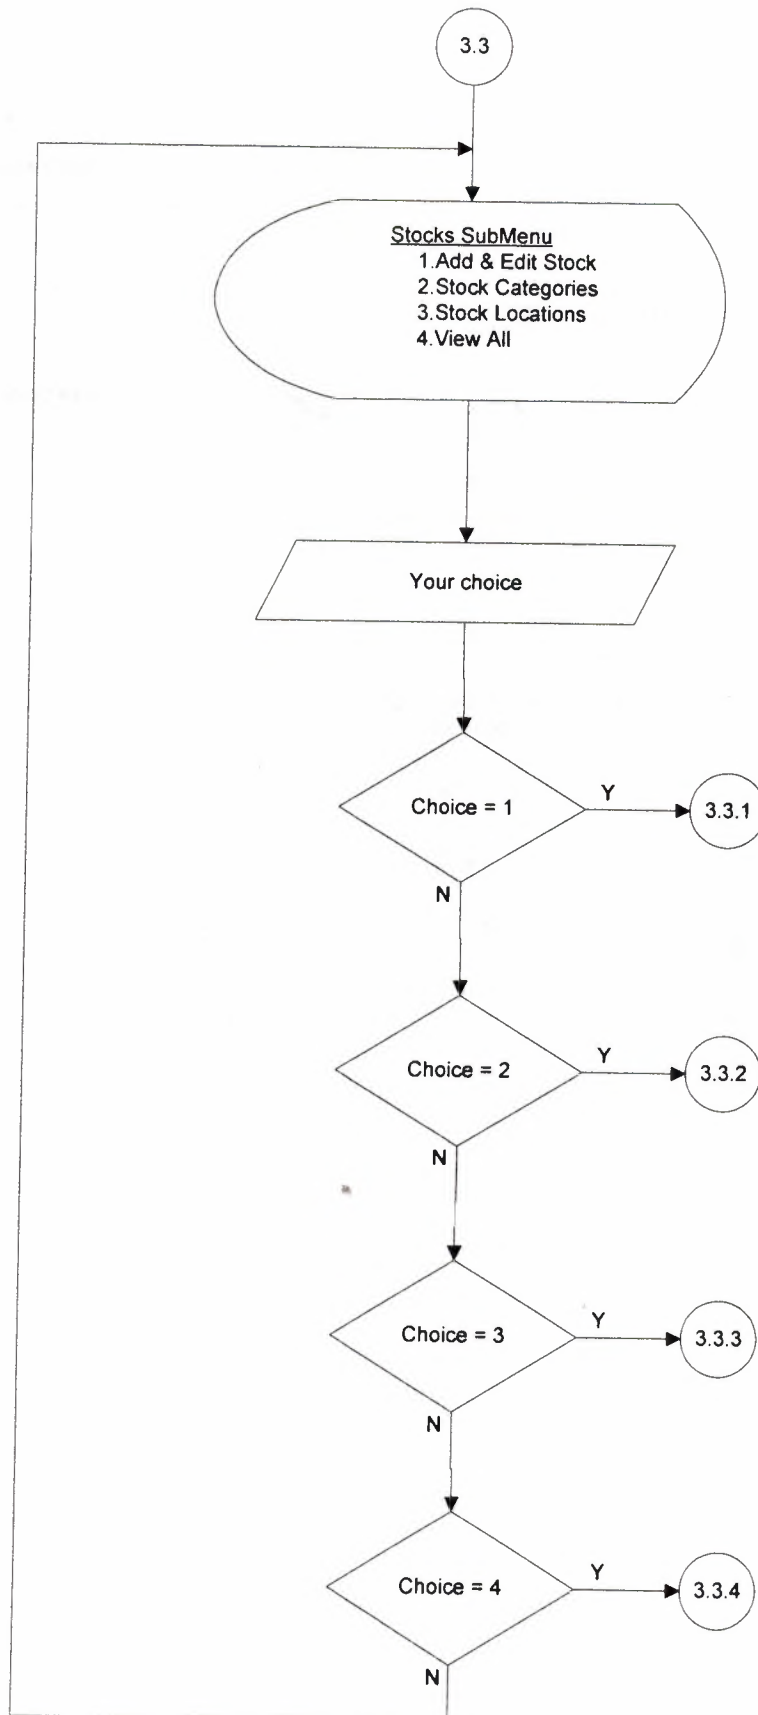 3.3
Stocks SubMenu
1.Add & Edit Stock
2.Stock Categories
3.Stock Locations
4.View All
Your choice
Choice = 1
Y
3.3.1
N
Choice = 2
Y
3.3.2
N
Choice = 3
Y
3.3.3
N
Choice = 4
Y
3.3.4
N